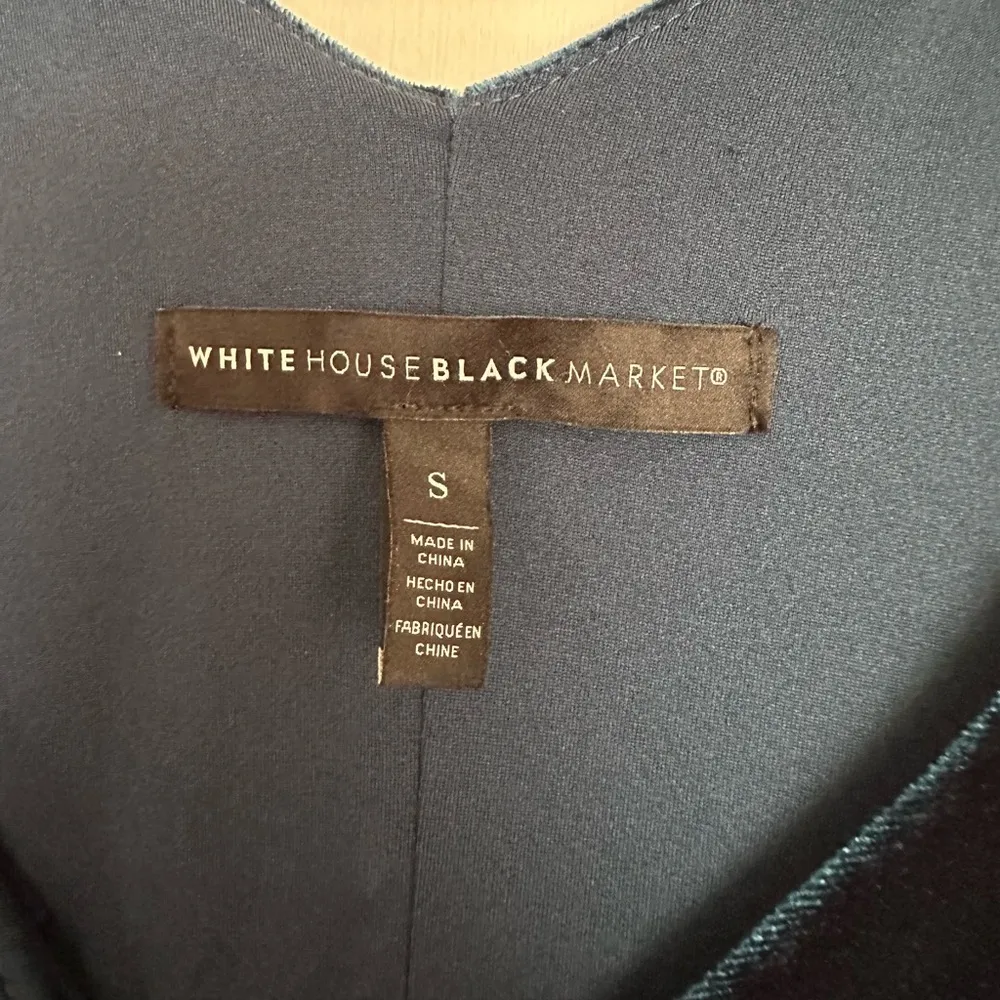 WHITE HOUSE BLACK MARKET®
S
MADE IN
CHINA
HECHO EN
CHINA
FABRIQUÉ EN
CHINE